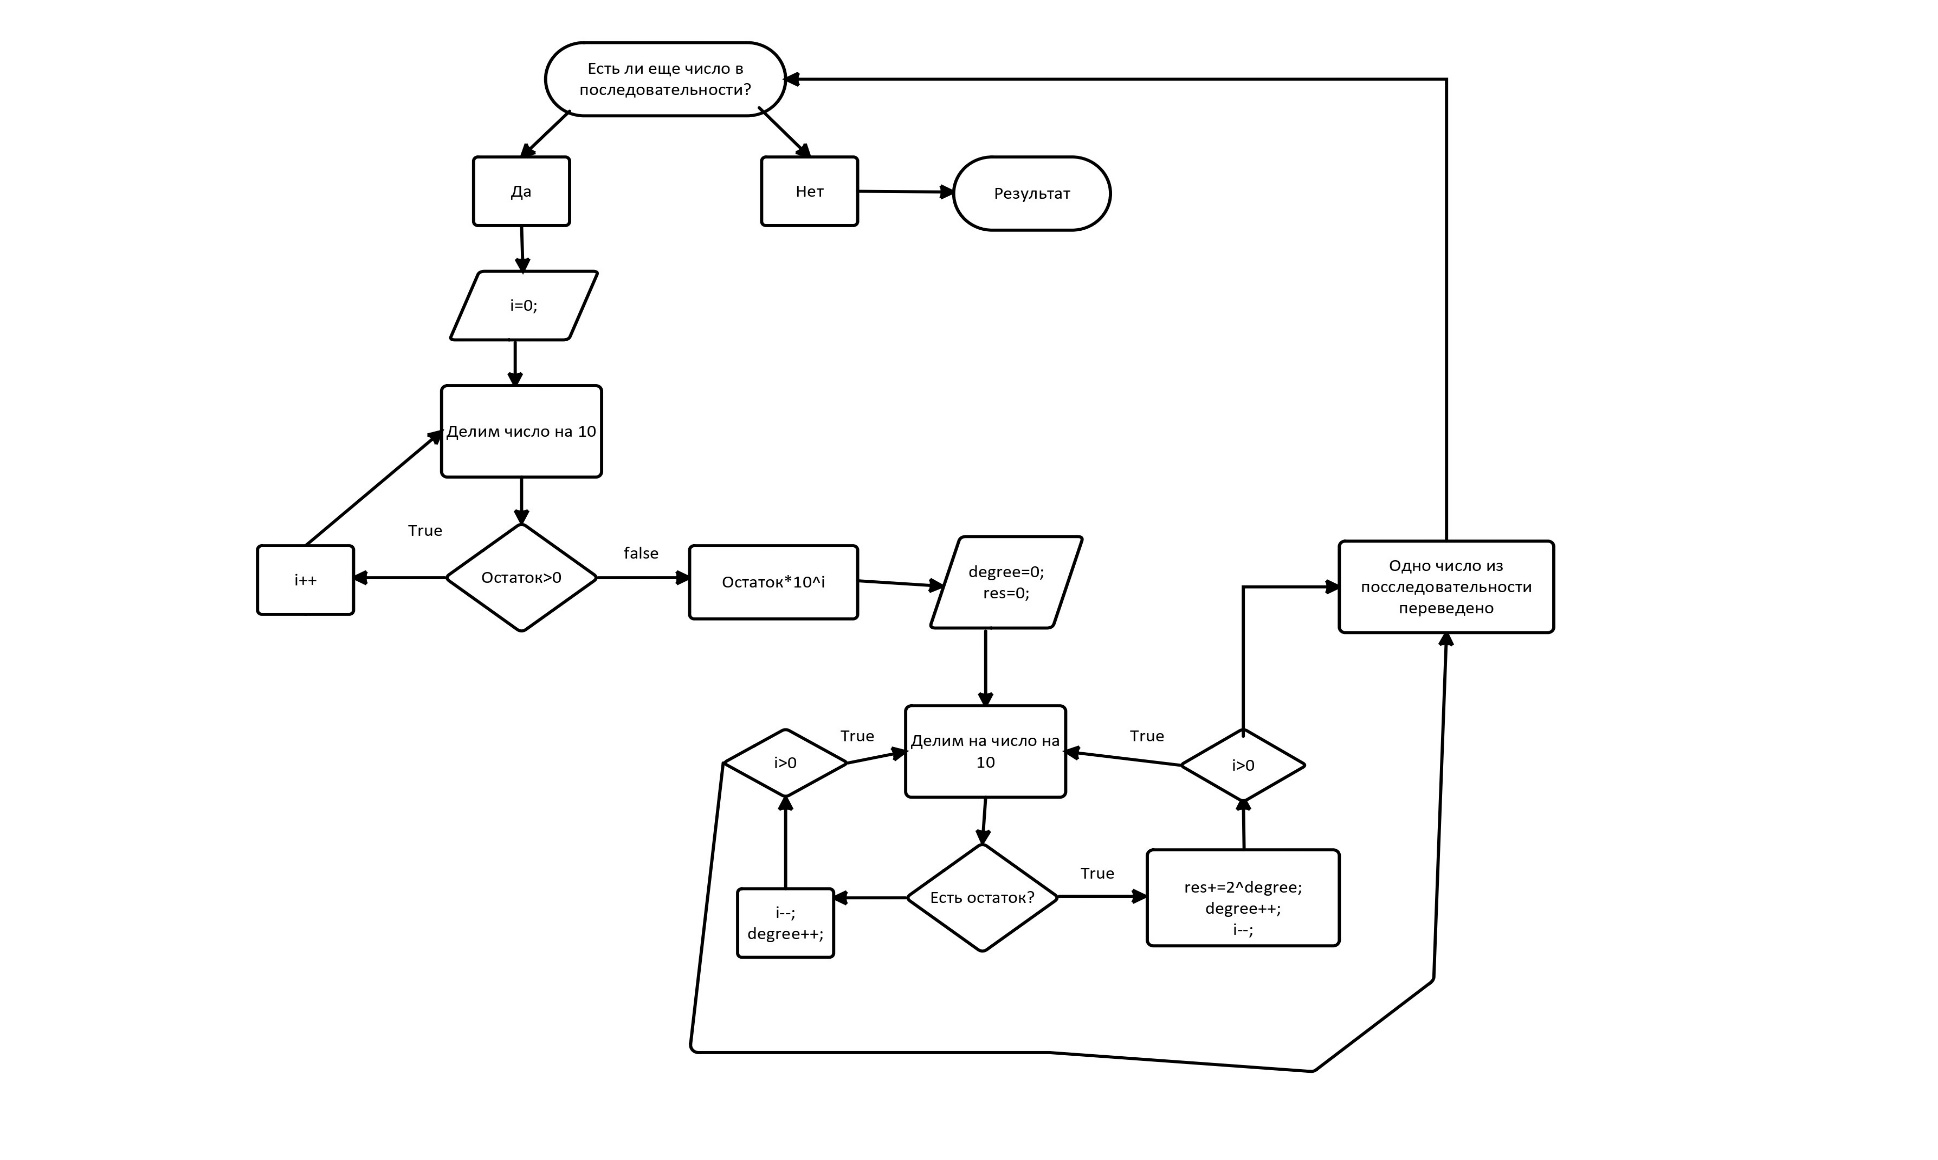 Есть ли еще число в
последовательности?
Да
Нет
Результат
i=0;
Делим число на 10
True
i++
Остаток>0
false
Остаток*10^i
degree=0;
res=0;
Одно число из
посследовательности
переведено
i>0
True
Делим на число на
10
True
i>0
i--;
degree++;
Есть остаток?
True
res+=2^degree;
degree++;
i--;